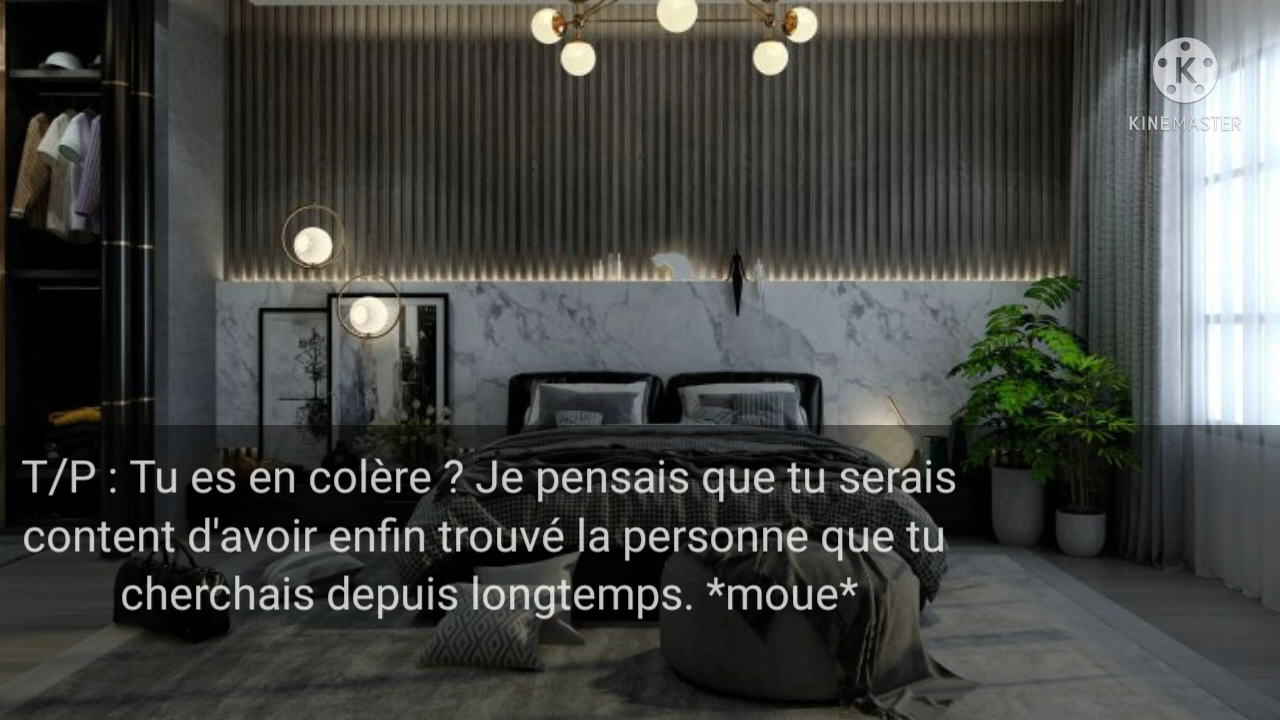 K
KINEMASTER
T/P : Tu es en colère ? Je pensais que tu serais
content d'avoir enfin trouvé la personne que tu
cherchais depuis longtemps. *moue*